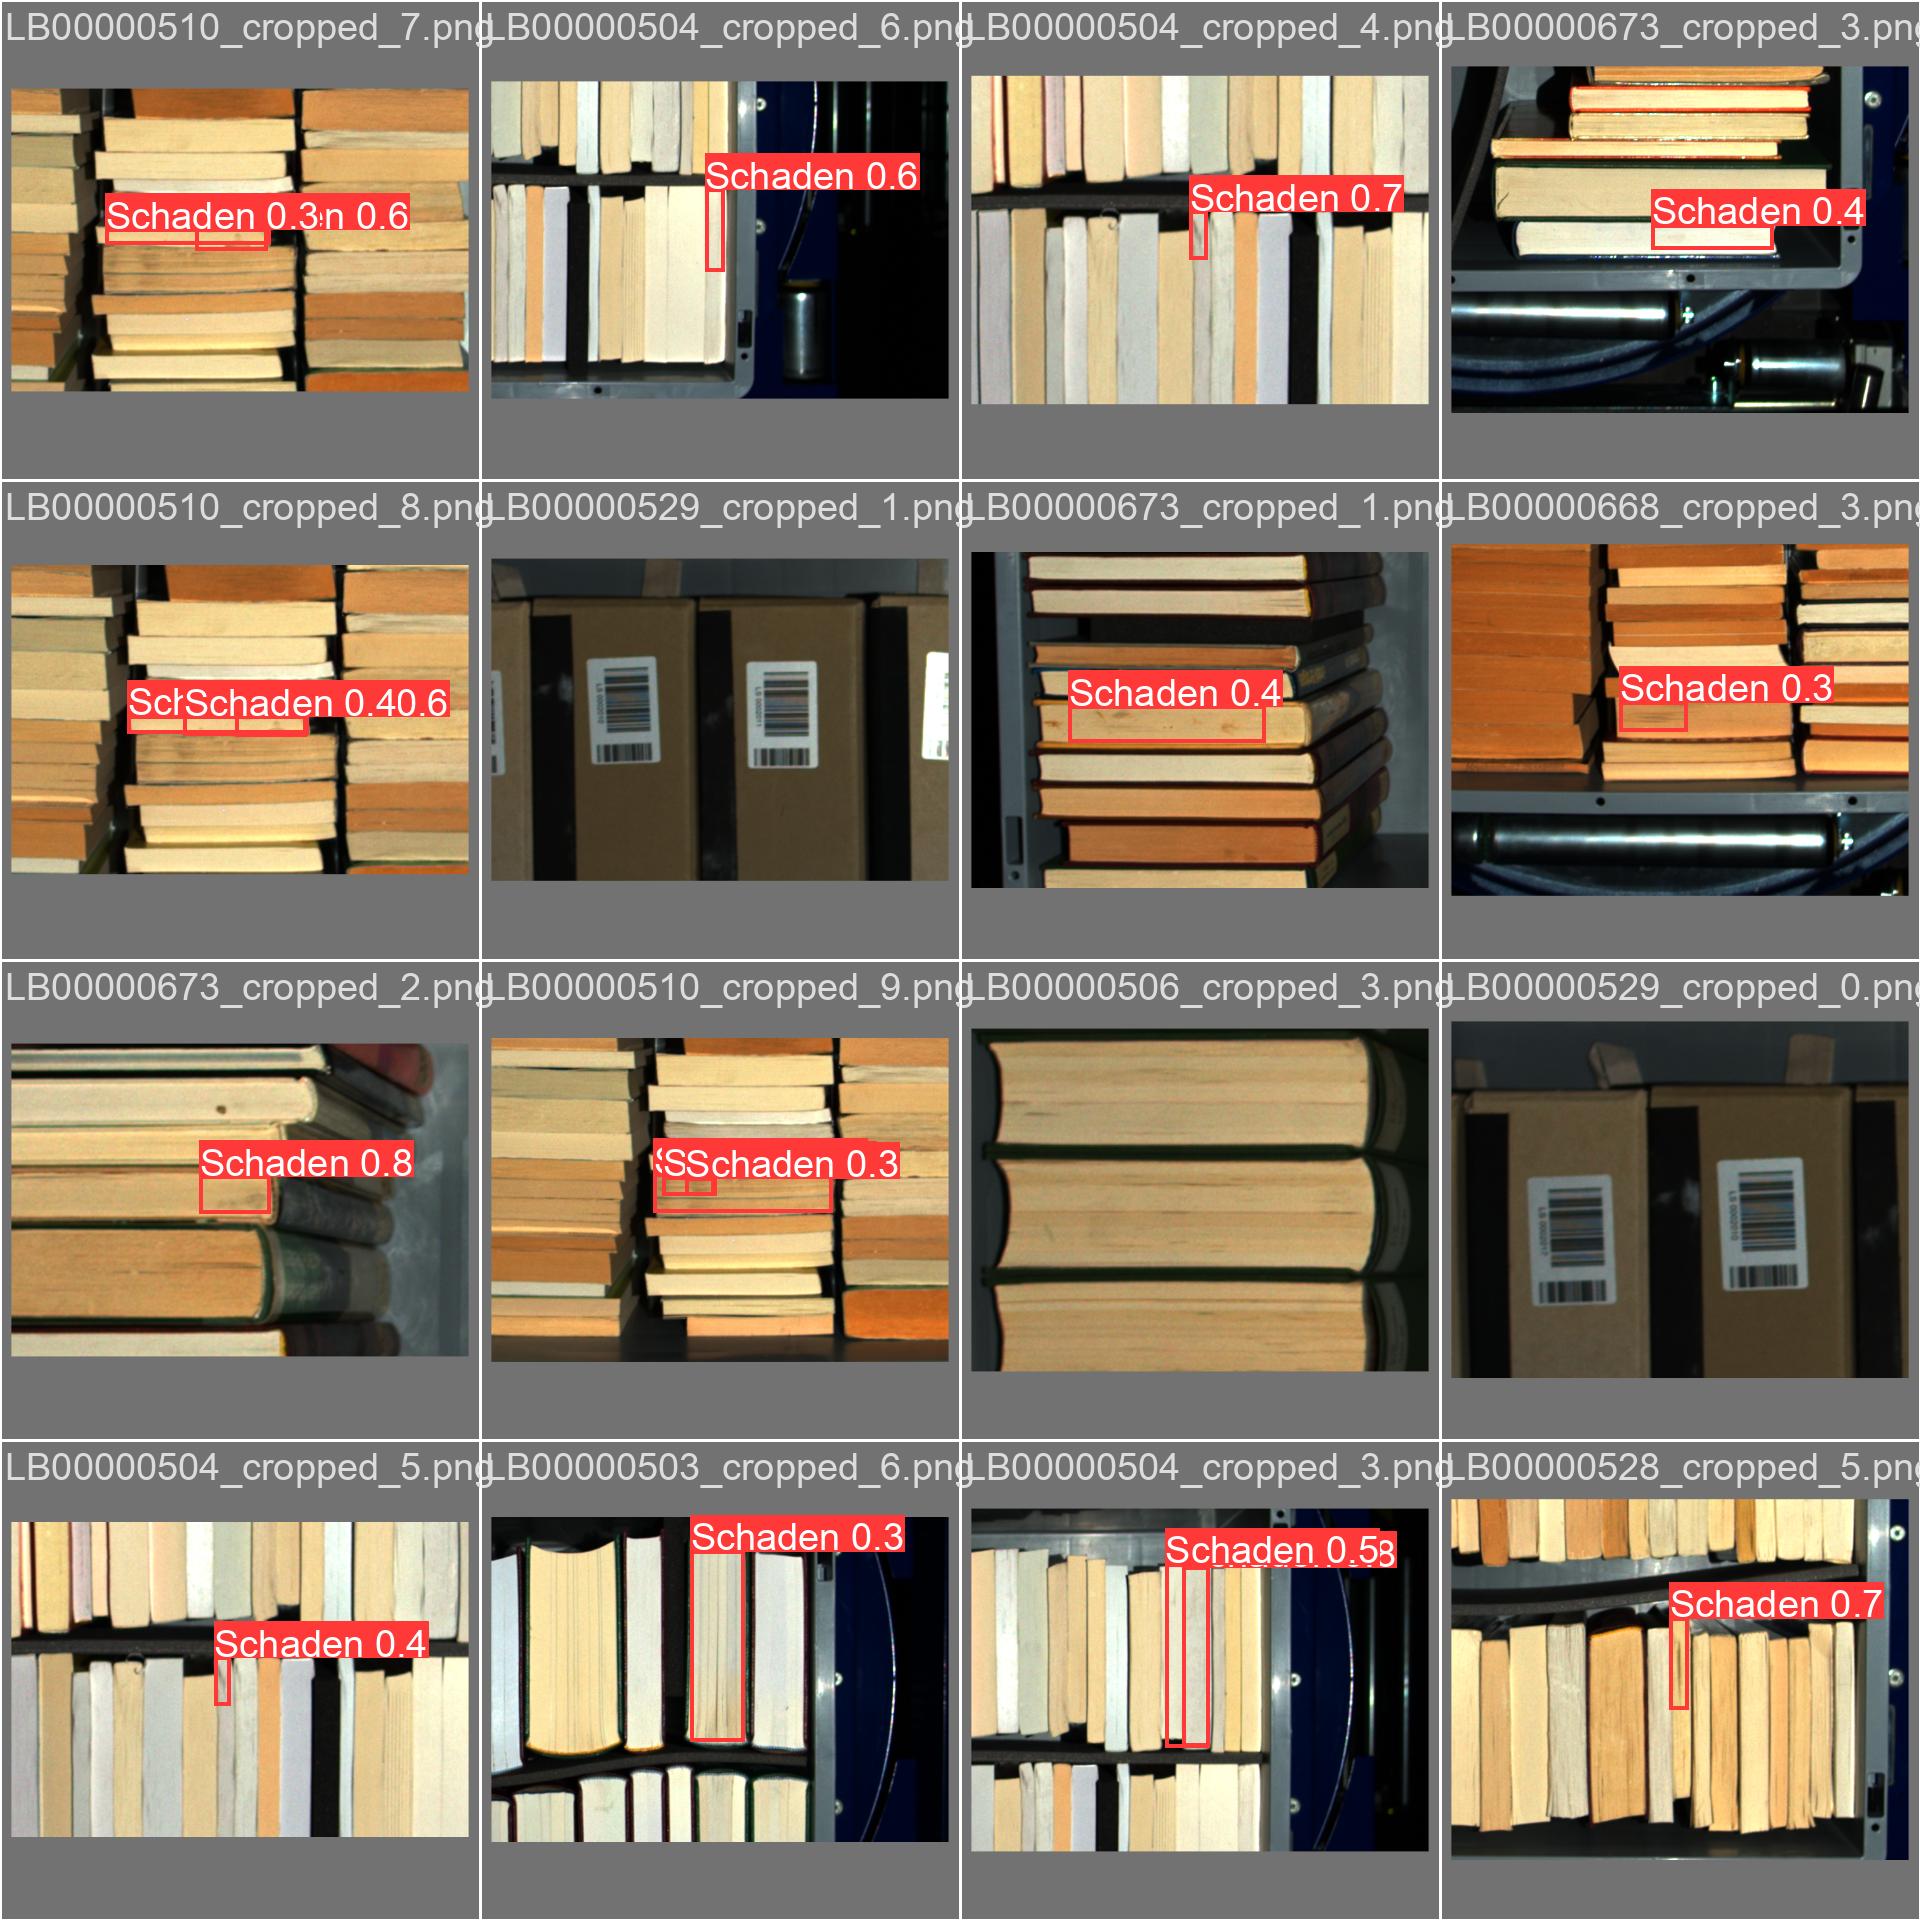 LB00000510_cropped_7.png
LB00000504_cropped_6.png
LB00000504_cropped_4.png
LB00000673_cropped_3.png
Schaden 0.3
n 0.6
Schaden 0.6
Schaden 0.7
Schaden 0.4
LB00000510_cropped_8.png
LB00000529_cropped_1.png
LB00000673_cropped_1.png
LB00000668_cropped_3.png
Sch
Schaden 0.4
0.6
Schaden 0.4
Schaden 0.3
LB00000673_cropped_2.png
LB00000510_cropped_9.png
LB00000506_cropped_3.png
LB00000529_cropped_0.png
Schaden 0.8
S
S
Schaden 0.3
LB00000504_cropped_5.png
LB00000503_cropped_6.png
LB00000504_cropped_3.png
LB00000528_cropped_5.png
Schaden 0.4
Schaden 0.3
Schaden 0.5
8
Schaden 0.7